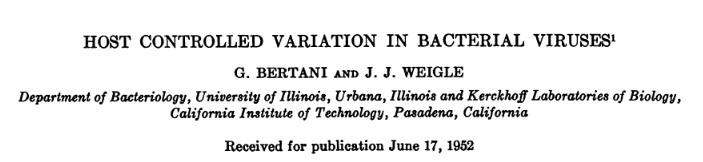 HOST CONTROLLED VARIATION IN BACTERIAL VIRUSES¹
G. BERTANI AND J. J. WEIGLE
Department of Bacteriology, University of Illinois, Urbana, Illinois and Kerckhoff Laboratories of Biology,
California Institute of Technology, Pasadena, California
Received for publication June 17, 1952